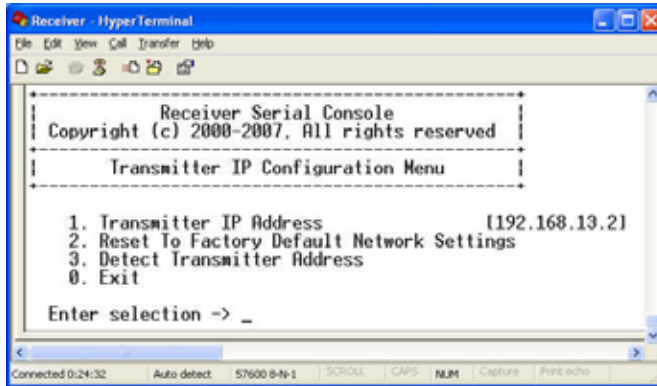 Receiver - HyperTerminal
File Edit View Call Transfer Help
Receiver Serial Console
Copyright (c) 2000-2007, All rights reserved
Transmitter IP Configuration Menu
1. Transmitter IP Address [192.168.13.2]
2. Reset To Factory Default Network Settings
3. Detect Transmitter Address
0. Exit
Enter selection -> _
Connected 0:24:32 Auto detect 57600 8-N-1 SCROLL CAPS NUM Capture Print echo